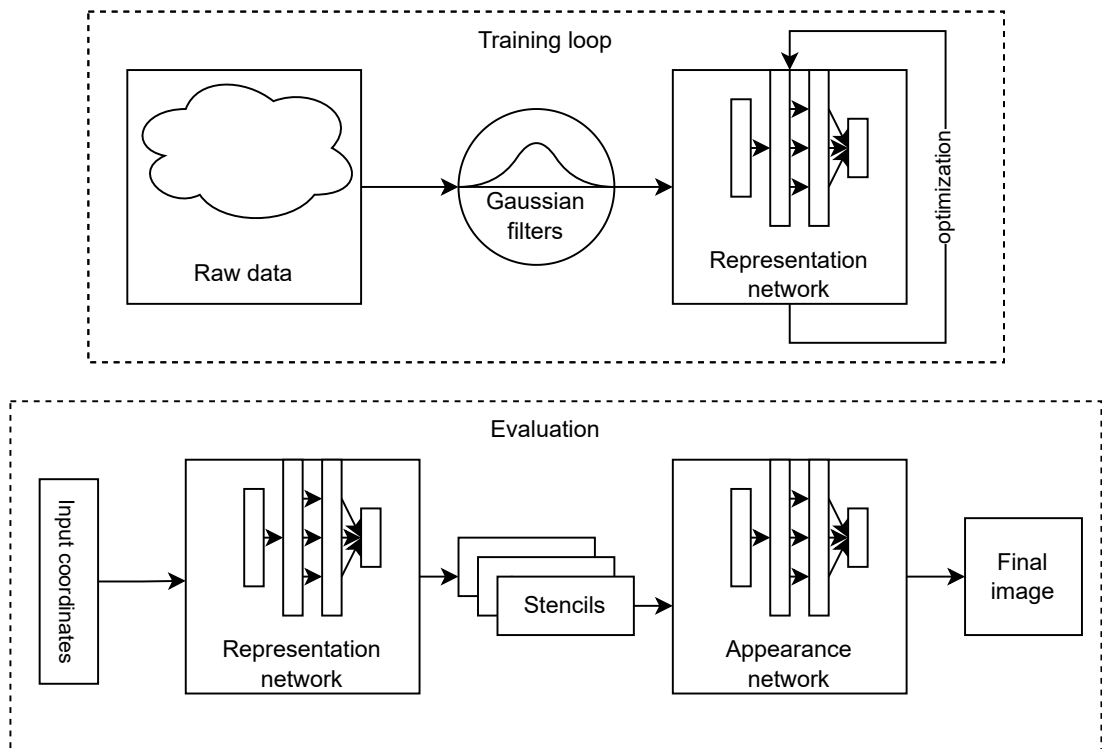 Training loop
Raw data
Gaussian
filters
Representation
network
optimization
Evaluation
Input coordinates
Representation
network
Stencils
Appearance
network
Final
image